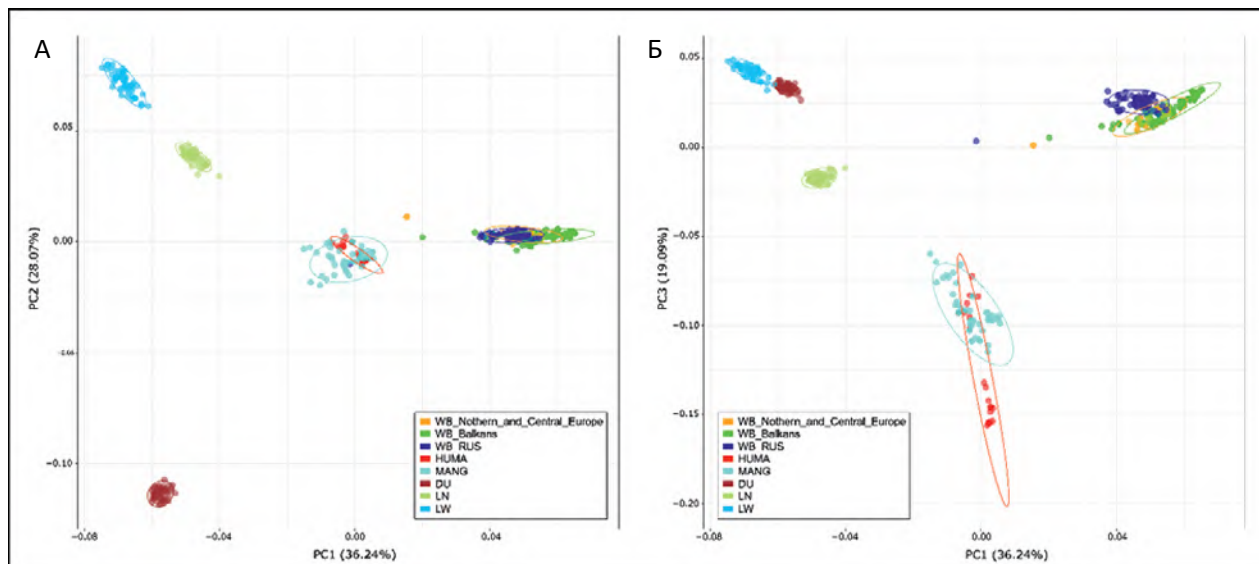 А
0.05
0.00
-0.10
PC2 (28.07%)
-0.08
-0.04
0.00
0.04
PC1 (36.24%)
WB_Nothern_and_Central_Europe
WB_Balkans
WB_RUS
HUMA
MANG
DU
LN
LW
Б
0.05
0.00
-0.05
-0.10
-0.15
-0.20
PC3 (19.09%)
-0.08
-0.04
0.00
0.04
PC1 (36.24%)
WB_Nothern_and_Central_Europe
WB_Balkans
WB_RUS
HUMA
MANG
DU
LN
LW